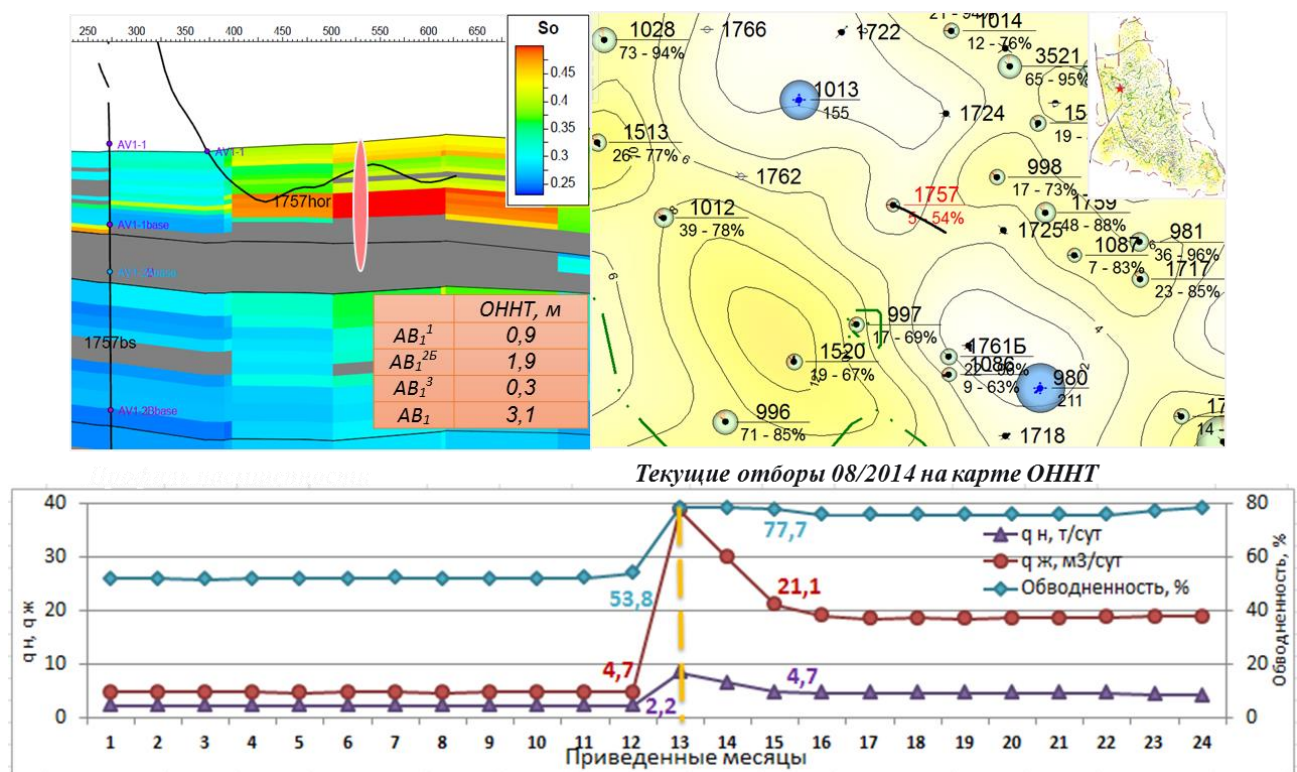 250 300 350 400 450 500 550 600 650
So
0.45
0.4
0.35
0.3
0.25
AV1-1
AV1-1
1757hor
AV1-1base
1757bs
AV1-2Bbase
ОННТ, м
АВ₁¹ 0,9
АВ₁²ᴮ 1,9
АВ₁³ 0,3
АВ₁ 3,1
1028
73 - 94%
1766
1722
1014
12 - 76%
3521
65 - 95%
1013
155
1724
15
19 -
1513
26 - 77%
1762
998
17 - 73%
1757
54%
1759
48 - 88%
1012
39 - 78%
1725
981
36 - 96%
1087
7 - 83%
1717
23 - 85%
997
17 - 69%
1520
19 - 67%
1761Б
1086
9 - 63%
980
211
996
71 - 85%
1718
17
14 -
Профиль песчанистости
Текущие отборы 08/2014 на карте ОННТ
40
30
20
10
0
q н, q ж
80
60
40
20
0
Обводненность, %
53,8
77,7
4,7
21,1
2,2
4,7
q н, т/сут
q ж, м3/сут
Обводненность, %
1 2 3 4 5 6 7 8 9 10 11 12 13 14 15 16 17 18 19 20 21 22 23 24
Приведенные месяцы